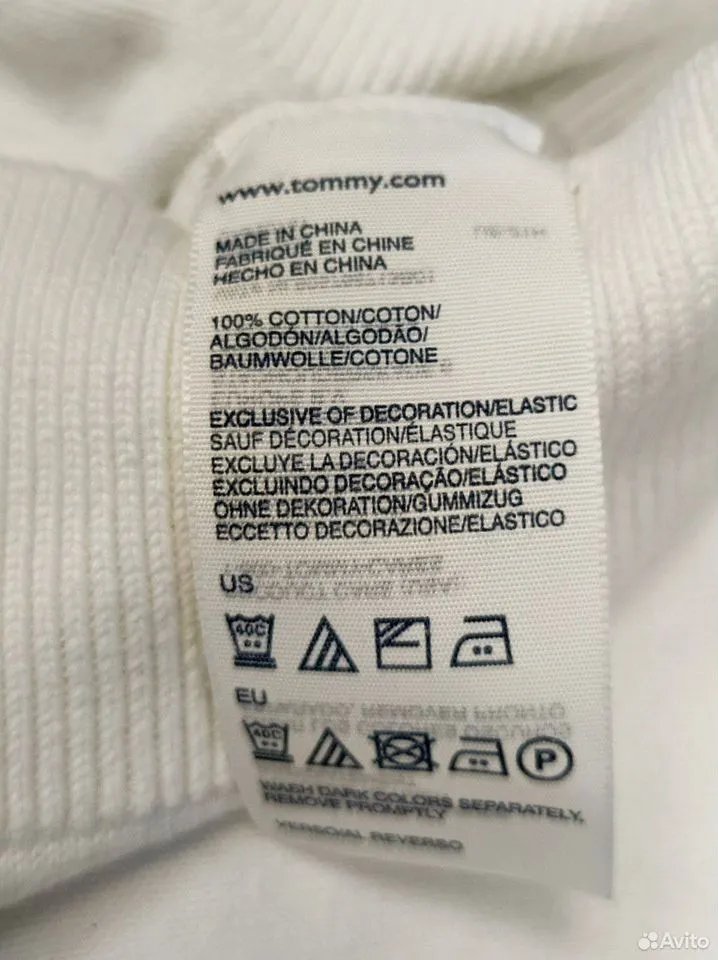 www.tommy.com
MADE IN CHINA
FABRIQUÉ EN CHINE
HECHO EN CHINA
100% COTTON/COTON/
ALGODÓN/ALGODÃO/
BAUMWOLLE/COTONE
EXCLUSIVE OF DECORATION/ELASTIC
SAUF DÉCORATION/ÉLASTIQUE
EXCLUYE LA DECORACIÓN/ELÁSTICO
EXCLUINDO DECORAÇÃO/ELÁSTICO
OHNE DEKORATION/GUMMIZUG
ECCETTO DECORAZIONE/ELASTICO
US
40C
EU
40C
P
WASH DARK COLORS SEPARATELY,
REMOVE PROMPTLY
VERSO/AL REVERSO
Avito